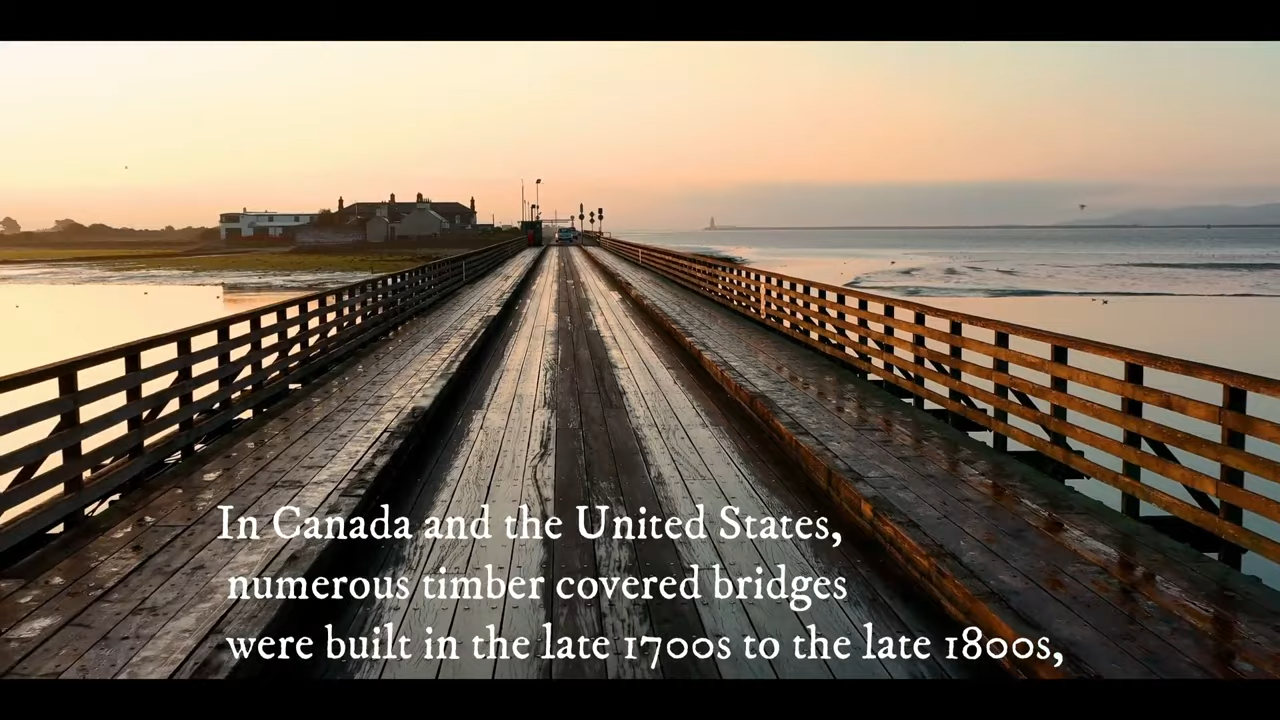 In Canada and the United States,
numerous timber covered bridges
were built in the late 1700s to the late 1800s,